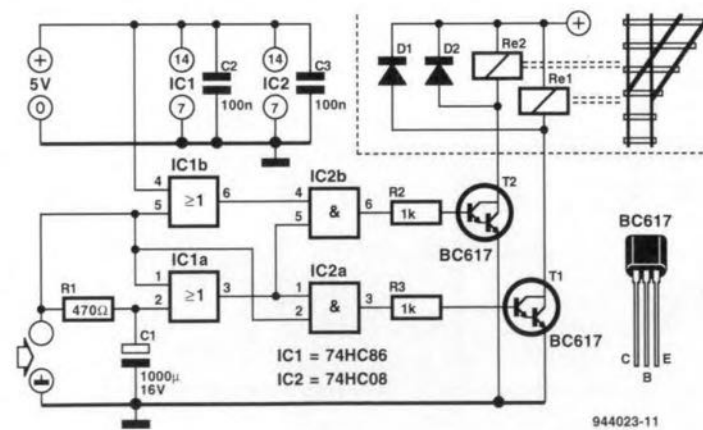 +
5V
0
14
IC1
7
C2
100n
14
IC2
7
C3
100n
D1
D2
Re2
Re1
+
IC1b
4
5
≥1
6
IC2b
4
5
&
6
R2
1k
T2
BC617
IC1a
1
2
≥1
3
IC2a
1
2
&
3
R3
1k
T1
BC617
R1
470Ω
C1
1000µ
16V
IC1 = 74HC86
IC2 = 74HC08
BC617
C
B
E
944023-11